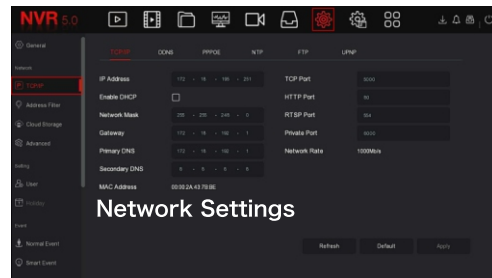 NVR 5.0
General
TCP/IP
DDNS
PPPOE
NTP
FTP
UPNP
Network
TCP/IP
Address Filter
Cloud Storage
Advanced
Setting
User
Holiday
Event
Normal Event
Smart Event
IP Address
Enable DHCP
Network Mask
Gateway
Primary DNS
Secondary DNS
MAC Address
TCP Port
HTTP Port
RTSP Port
Private Port
Network Rate 1000Mb/s
Network Settings
Refresh
Default
Apply